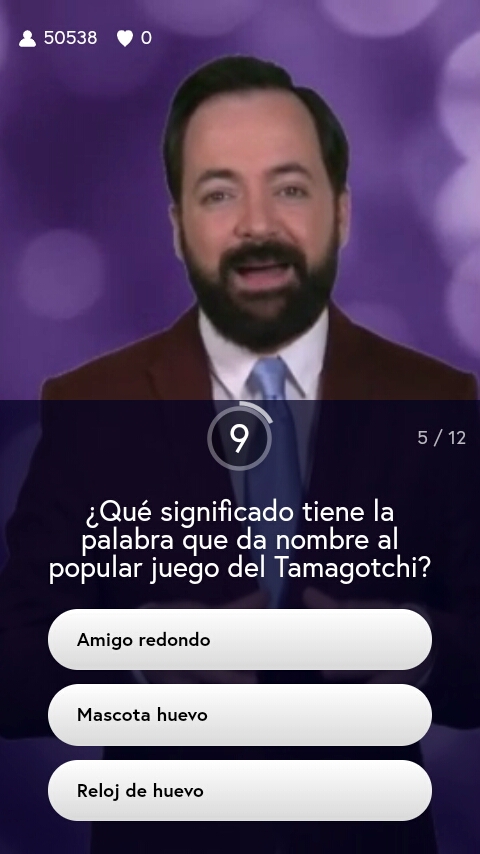 50538 0
9
5 / 12
¿Qué significado tiene la
palabra que da nombre al
popular juego del Tamagotchi?
Amigo redondo
Mascota huevo
Reloj de huevo